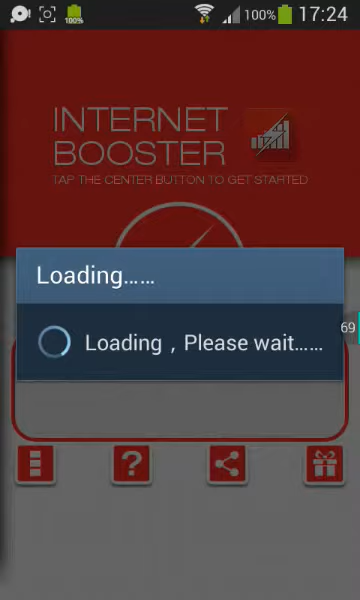 100%
100%
17:24
INTERNET
BOOSTER
TAP THE CENTER BUTTON TO GET STARTED
Loading......
Loading , Please wait......
69
?